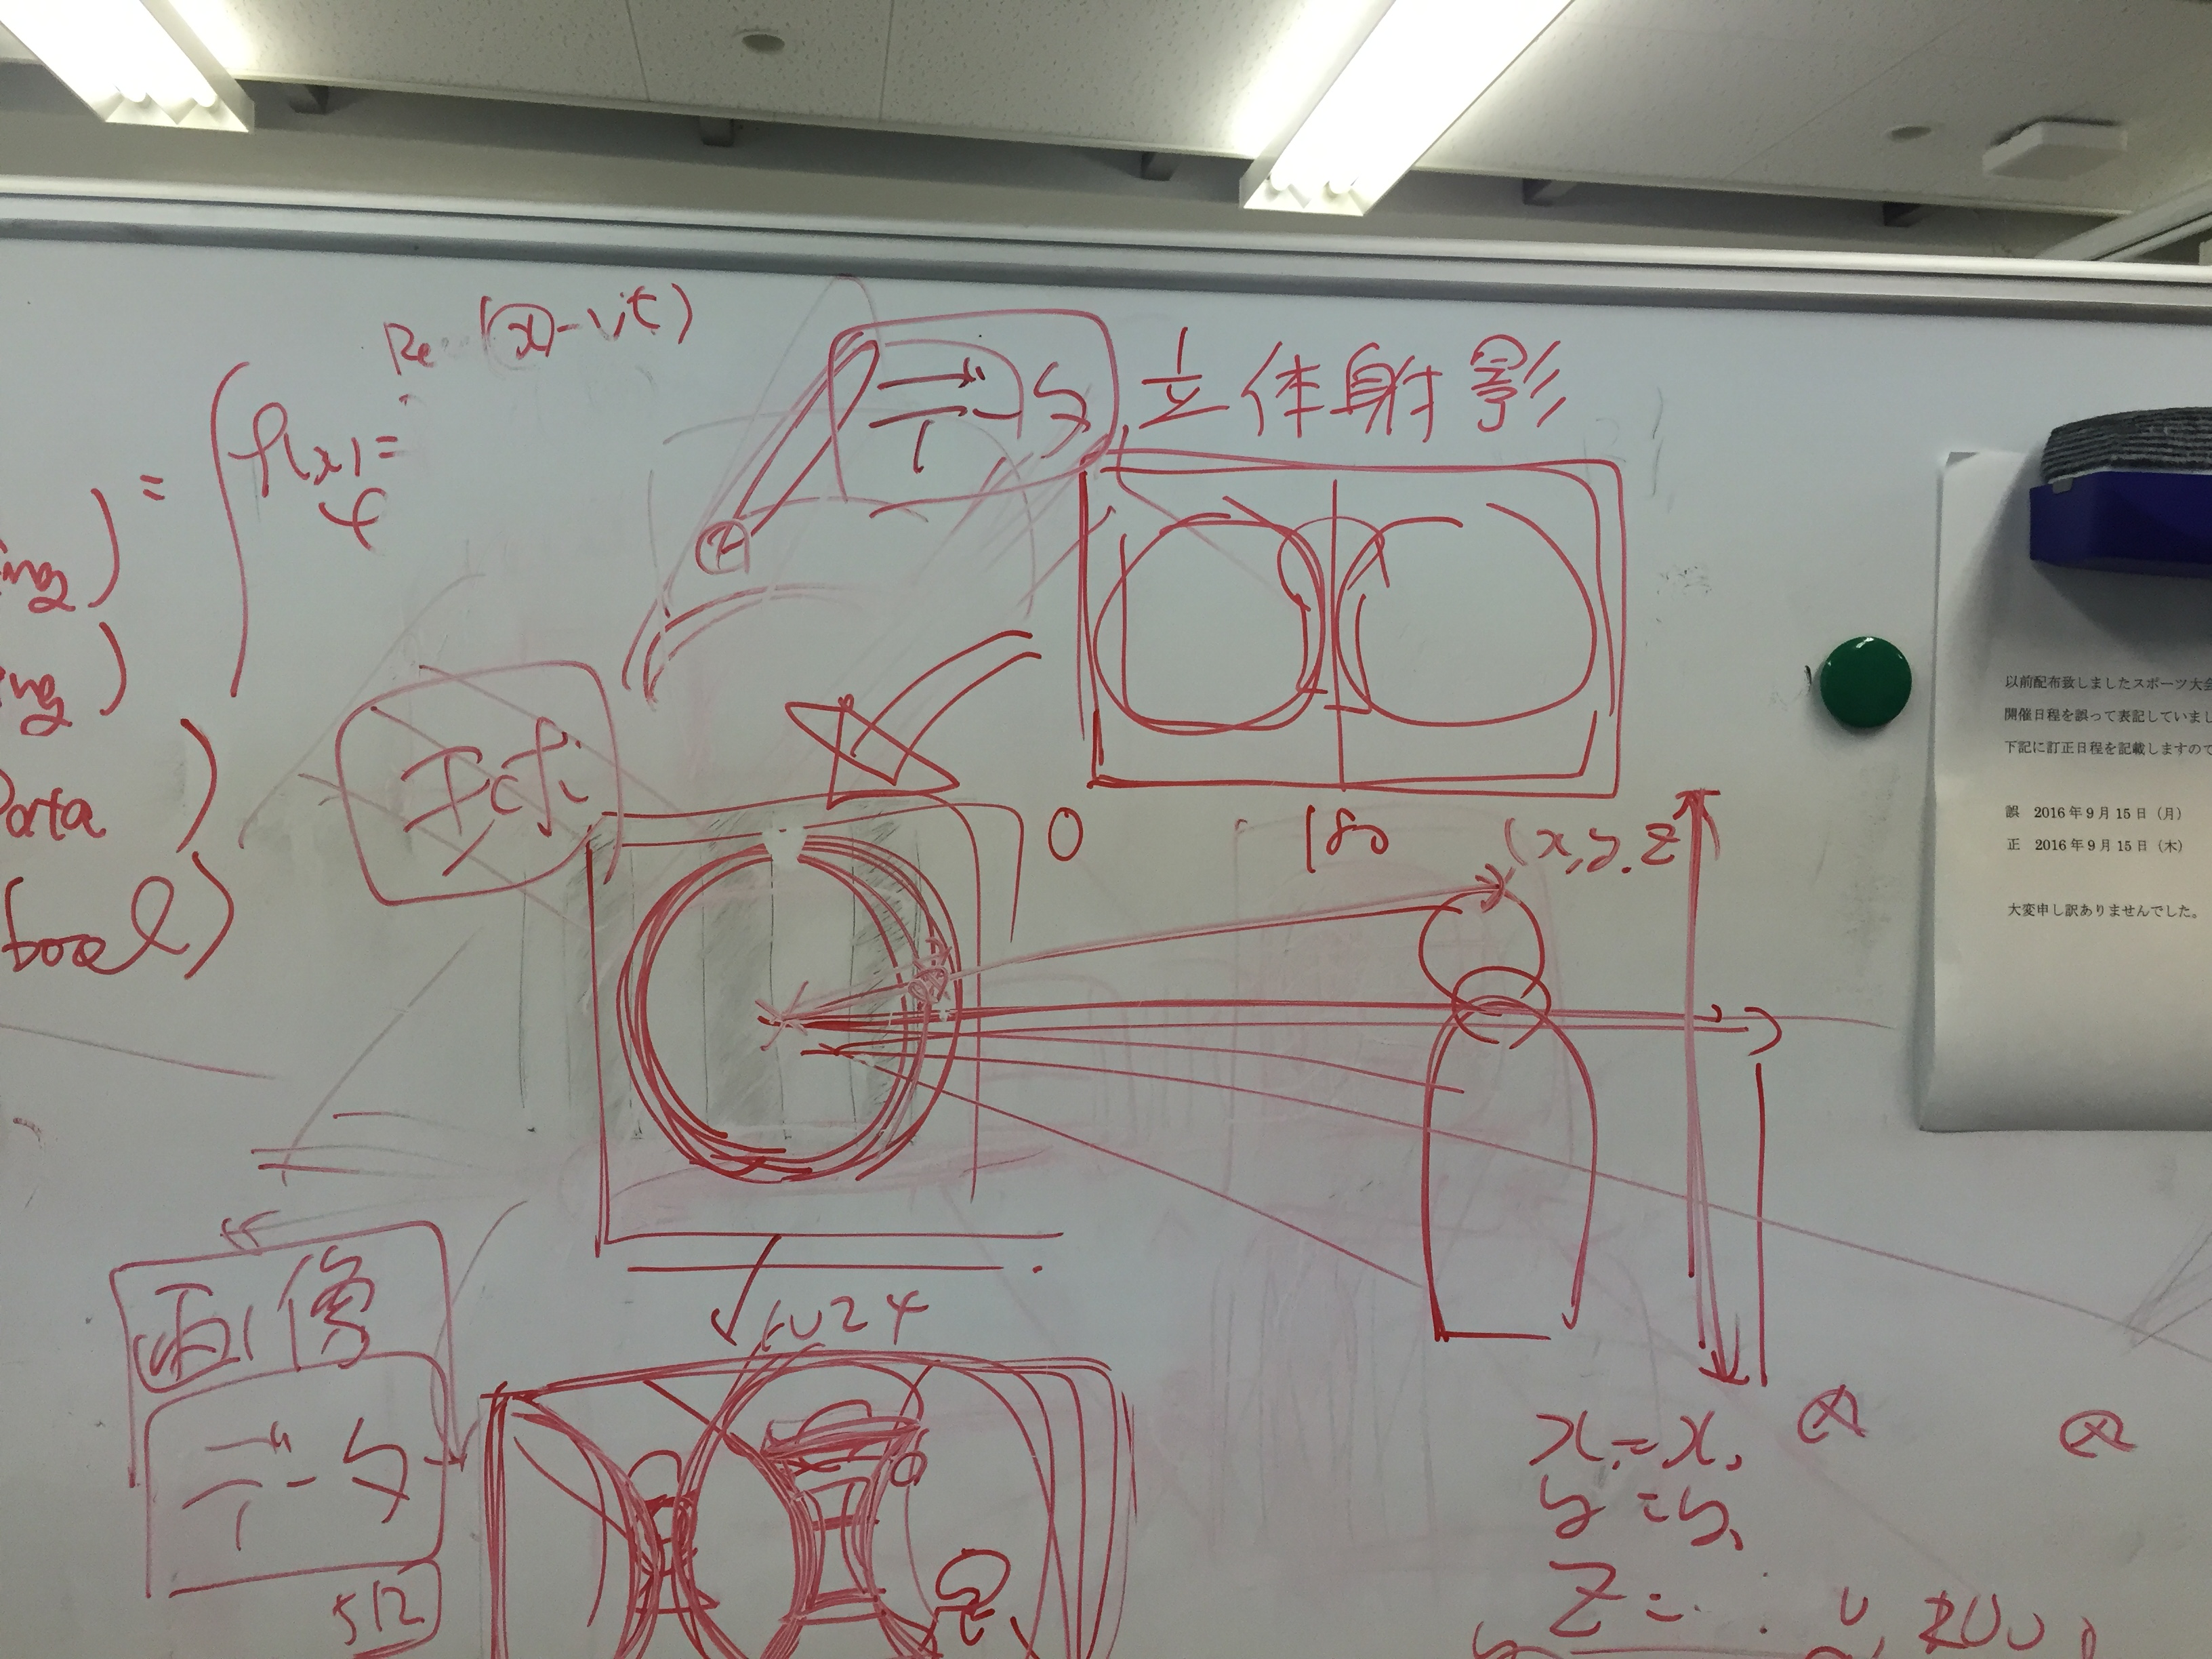 (x)-vit)
データ
立体射影
f(x)=
φ
=
ing)
ing)
Data)
bool)
0
180
(x,y,z
1024
画像
データ
512
x=x,
y=y,
z=
以前配布致しましたスポーツ大会
開催日程を誤って表記していまし
下記に訂正日程を記載しますので
誤 2016年9月15日（月）
正 2016年9月15日（木）
大変申し訳ありませんでした。